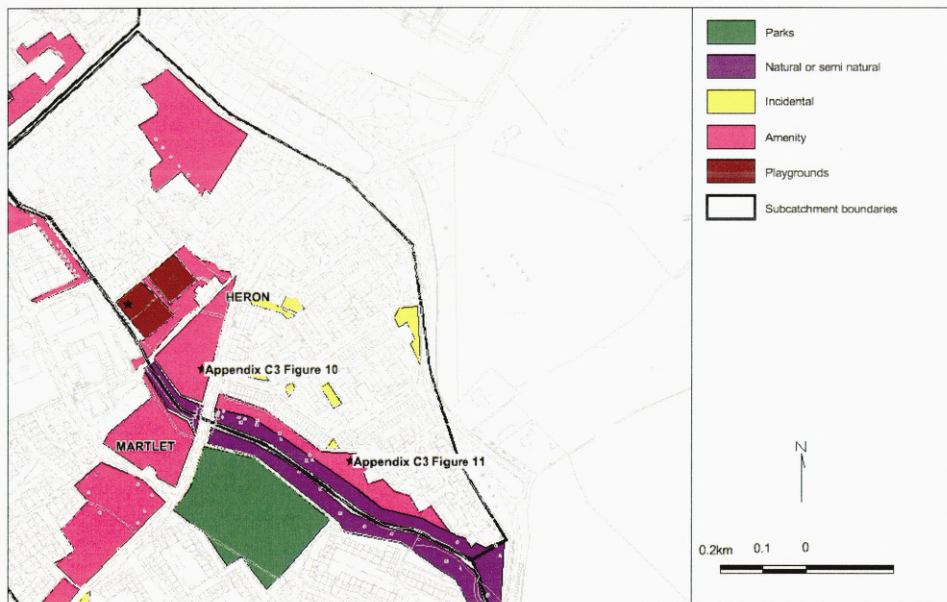 Parks
Natural or semi natural
Incidental
Amenity
Playgrounds
Subcatchment boundaries
HERON
Appendix C3 Figure 10
MARTLET
Appendix C3 Figure 11
N
0.2km 0.1 0